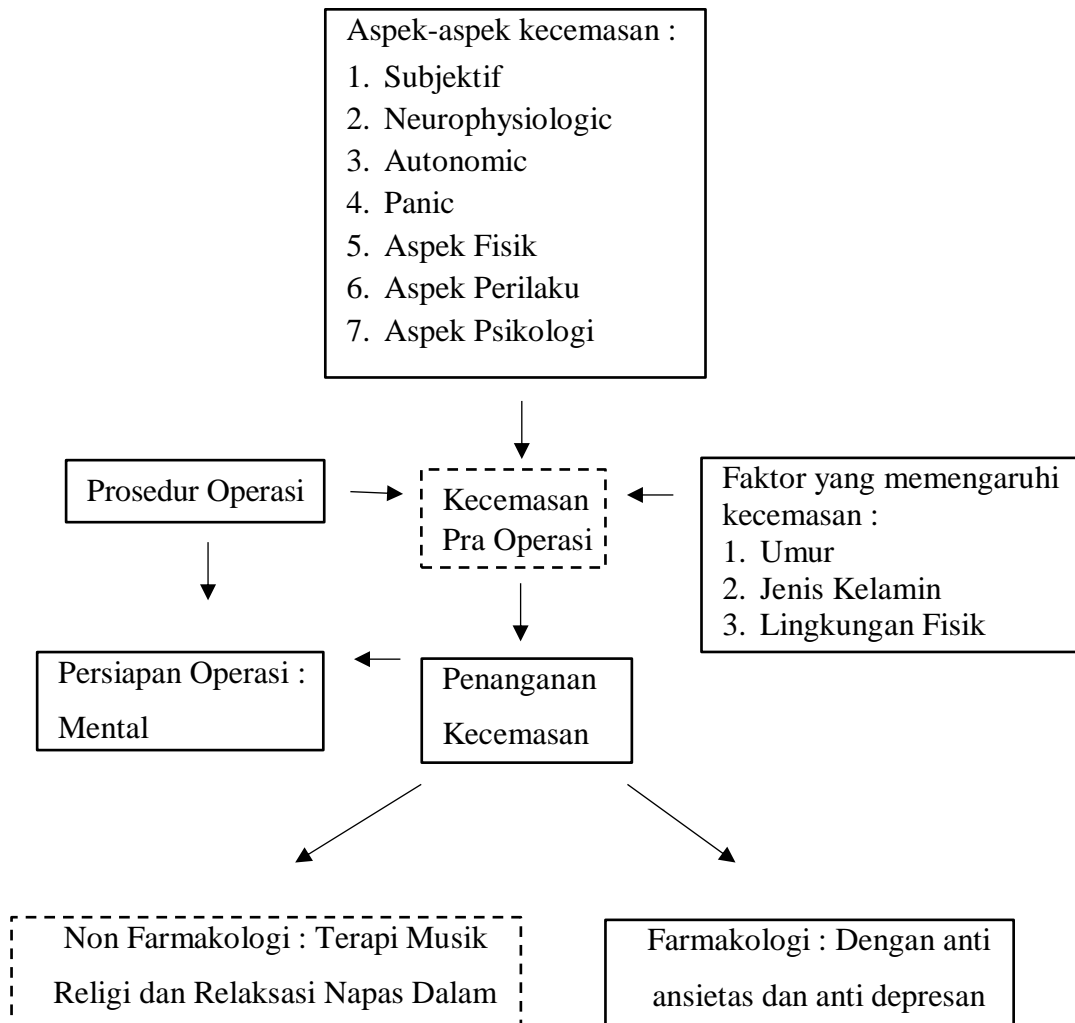 Aspek-aspek kecemasan :
1. Subjektif
2. Neurophysiologic
3. Autonomic
4. Panic
5. Aspek Fisik
6. Aspek Perilaku
7. Aspek Psikologi
Prosedur Operasi
Kecemasan
Pra Operasi
Faktor yang memengaruhi
kecemasan :
1. Umur
2. Jenis Kelamin
3. Lingkungan Fisik
Persiapan Operasi :
Mental
Penanganan
Kecemasan
Non Farmakologi : Terapi Musik
Religi dan Relaksasi Napas Dalam
Farmakologi : Dengan anti
ansietas dan anti depresan